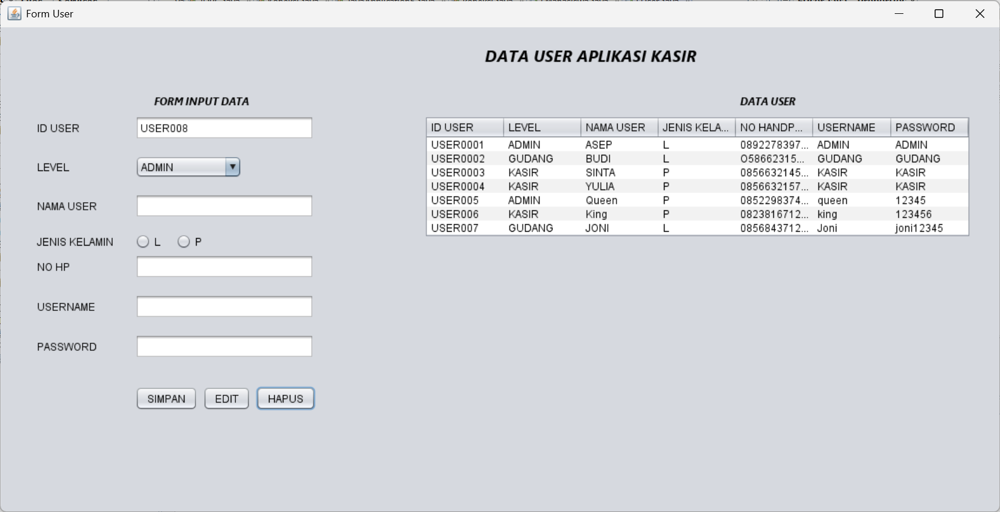 Form User
DATA USER APLIKASI KASIR
FORM INPUT DATA
ID USER USER008
LEVEL ADMIN
NAMA USER
JENIS KELAMIN L P
NO HP
USERNAME
PASSWORD
SIMPAN EDIT HAPUS
DATA USER
ID USER LEVEL NAMA USER JENIS KELA... NO HANDP... USERNAME PASSWORD
USER0001 ADMIN ASEP L 0892278397... ADMIN ADMIN
USER0002 GUDANG BUDI L O58662315... GUDANG GUDANG
USER0003 KASIR SINTA P 0856632145... KASIR KASIR
USER0004 KASIR YULIA P 0856632157... KASIR KASIR
USER005 ADMIN Queen P 0852298374... queen 12345
USER006 KASIR King P 0823816712... king 123456
USER007 GUDANG JONI L 0856843712... Joni joni12345